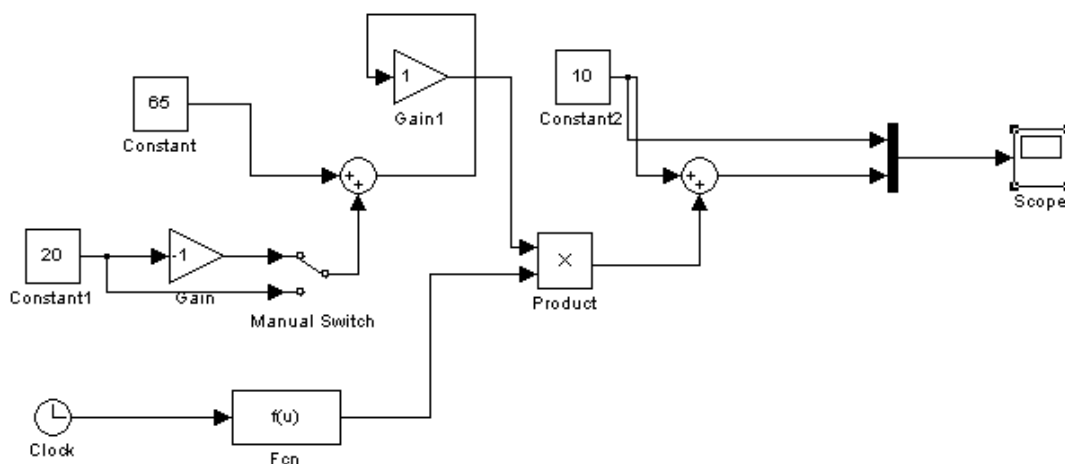 1
Gain1
10
Constant2
65
Constant
+
+
+
+
Scope
20
Constant1
-1
Gain
Manual Switch
×
Product
Clock
f(u)
Fcn